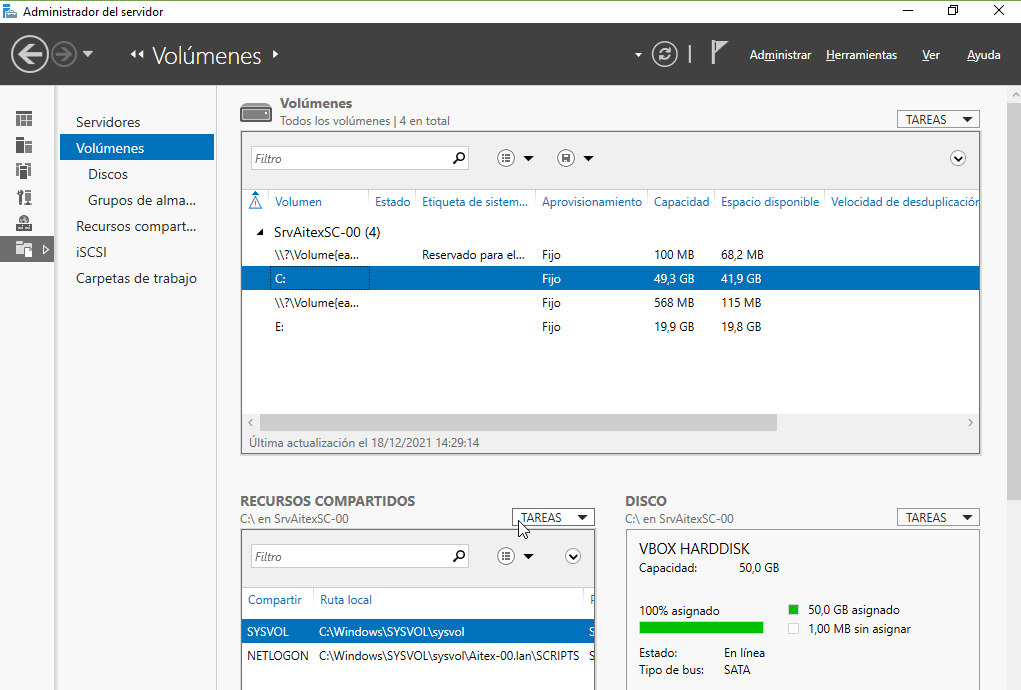 Administrador del servidor
Volúmenes
Administrar Herramientas Ver Ayuda
Servidores
Volúmenes
Discos
Grupos de alma...
Recursos compart...
iSCSI
Carpetas de trabajo
Volúmenes
Todos los volúmenes | 4 en total
TAREAS
Filtro
Volumen Estado Etiqueta de sistem... Aprovisionamiento Capacidad Espacio disponible Velocidad de desduplicación
SrvAitexSC-00 (4)
\\?\Volume{ea... Reservado para el... Fijo 100 MB 68,2 MB
C: Fijo 49,3 GB 41,9 GB
\\?\Volume{ea... Fijo 568 MB 115 MB
E: Fijo 19,9 GB 19,8 GB
Última actualización el 18/12/2021 14:29:14
RECURSOS COMPARTIDOS
C:\ en SrvAitexSC-00
TAREAS
Filtro
Compartir Ruta local
SYSVOL C:\Windows\SYSVOL\sysvol S
NETLOGON C:\Windows\SYSVOL\sysvol\Aitex-00.lan\SCRIPTS S
DISCO
C:\ en SrvAitexSC-00
TAREAS
VBOX HARDDISK
Capacidad: 50,0 GB
100% asignado
50,0 GB asignado
1,00 MB sin asignar
Estado: En línea
Tipo de bus: SATA